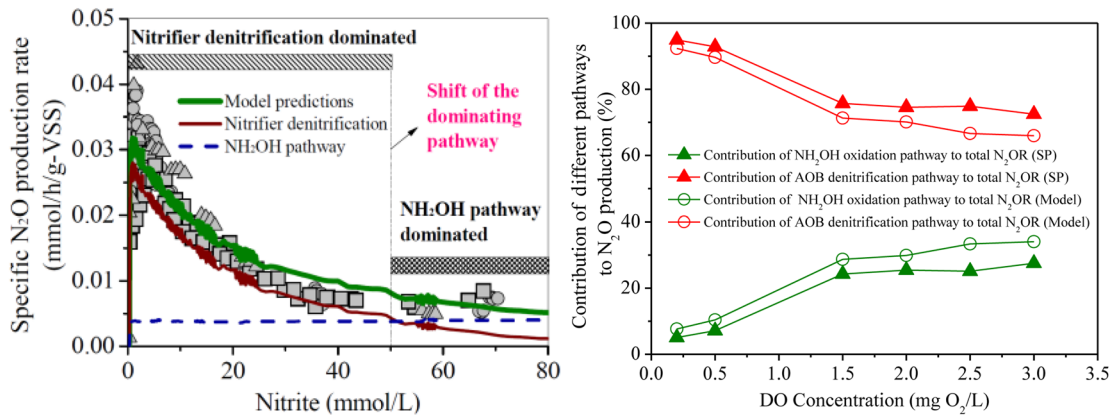 0.05
0.04
0.03
0.02
0.01
0.00
Specific N₂O production rate
(mmol/h/g-VSS)
Nitrifier denitrification dominated
Model predictions
Nitrifier denitrification
NH₂OH pathway
Shift of the
dominating
pathway
NH₂OH pathway
dominated
0 20 40 60 80
Nitrite (mmol/L)
100
80
60
40
20
0
Contribution of different pathways
to N₂O production (%)
Contribution of NH₂OH oxidation pathway to total N₂OR (SP)
Contribution of AOB denitrification pathway to total N₂OR (SP)
Contribution of NH₂OH oxidation pathway to total N₂OR (Model)
Contribution of AOB denitrification pathway to total N₂OR (Model)
0.0 0.5 1.0 1.5 2.0 2.5 3.0 3.5
DO Concentration (mg O₂/L)